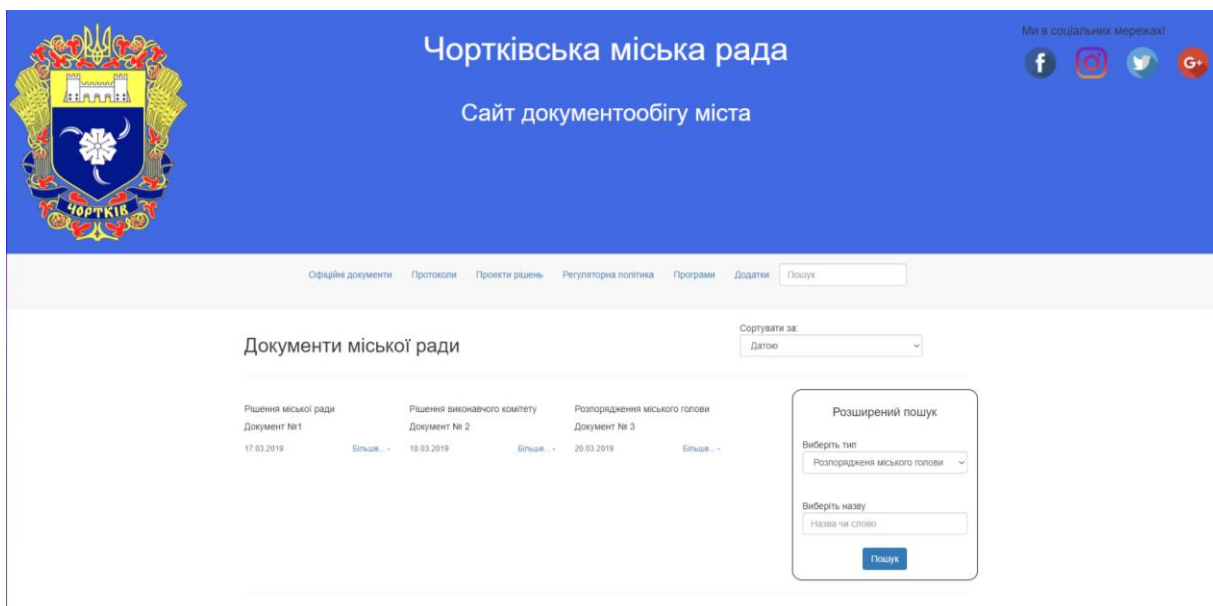 Чортківська міська рада
Сайт документообігу міста
Ми в соціальних мережах!
f
G+
ЧОРТКІВ
Офіційні документи Протоколи Проекти рішень Регуляторна політика Програми Додатки Пошук
Документи міської ради
Сортувати за:
Датою
Рішення міської ради
Документ №1
17.03.2019 Більше... -
Рішення виконавчого комітету
Документ № 2
18.03.2019 Більше... -
Розпорядження міського голови
Документ № 3
20.03.2019 Більше... -
Розширений пошук
Виберіть тип
Розпорядженя міського голови
Виберіть назву
Назва чи слово
Пошук